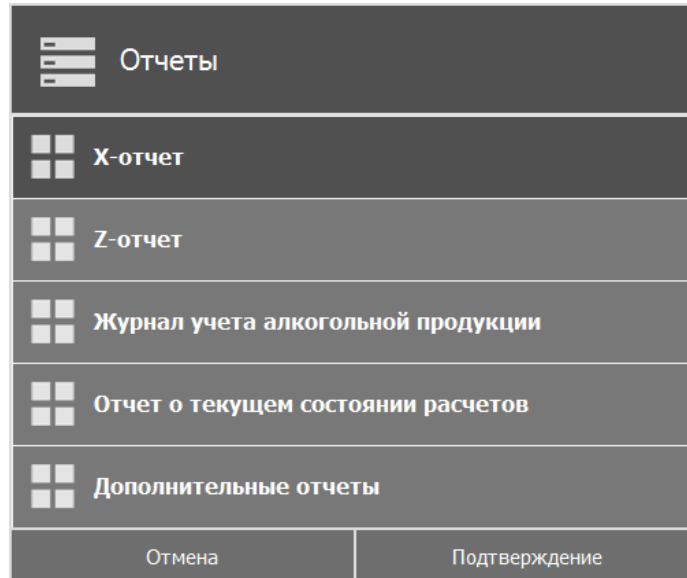 Отчеты
X-отчет
Z-отчет
Журнал учета алкогольной продукции
Отчет о текущем состоянии расчетов
Дополнительные отчеты
Отмена
Подтверждение